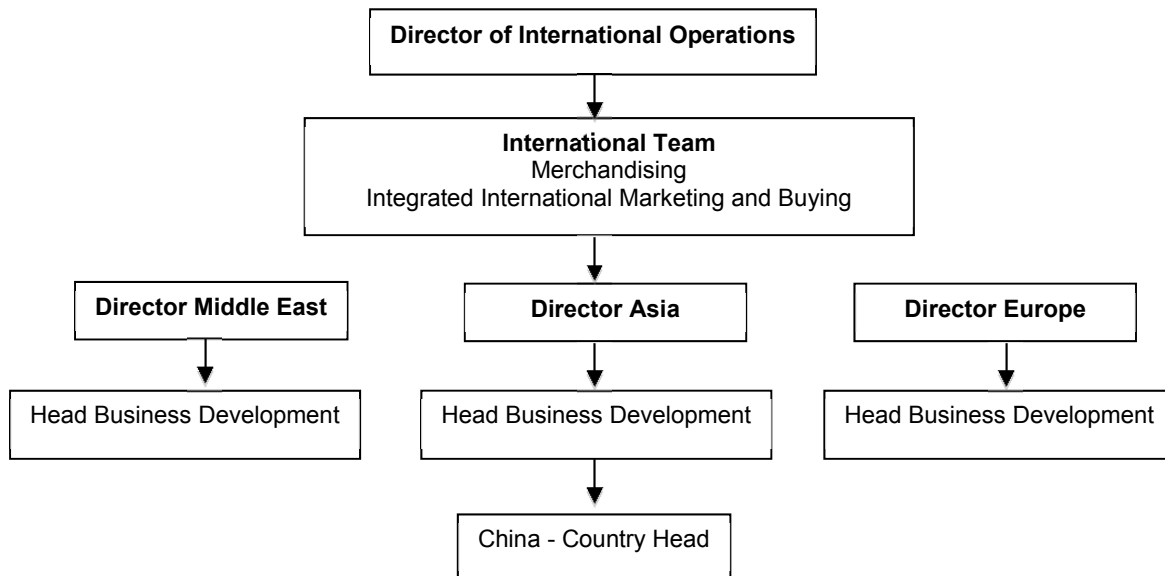 Director of International Operations
International Team
Merchandising
Integrated International Marketing and Buying
Director Middle East
Director Asia
Director Europe
Head Business Development
Head Business Development
Head Business Development
China - Country Head